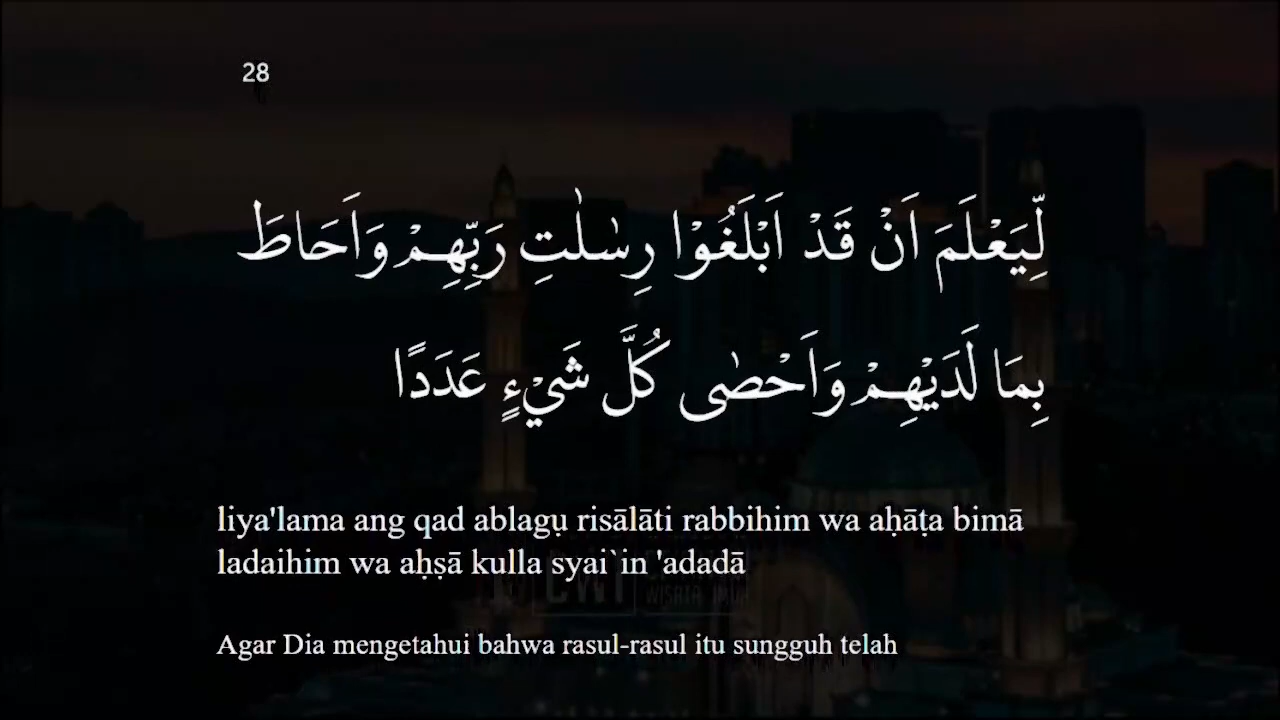 28
لِّيَعْلَمَ اَنْ قَدْ اَبْلَغُوْا رِسٰلٰتِ رَبِّهِمْ وَاَحَاطَ
بِمَا لَدَيْهِمْ وَاَحْصٰى كُلَّ شَيْءٍ عَدَدًا
liya'lama ang qad ablagụ risālāti rabbihim wa aḥāṭa bimā
ladaihim wa aḥṣā kulla syai`in 'adadā
Agar Dia mengetahui bahwa rasul-rasul itu sungguh telah